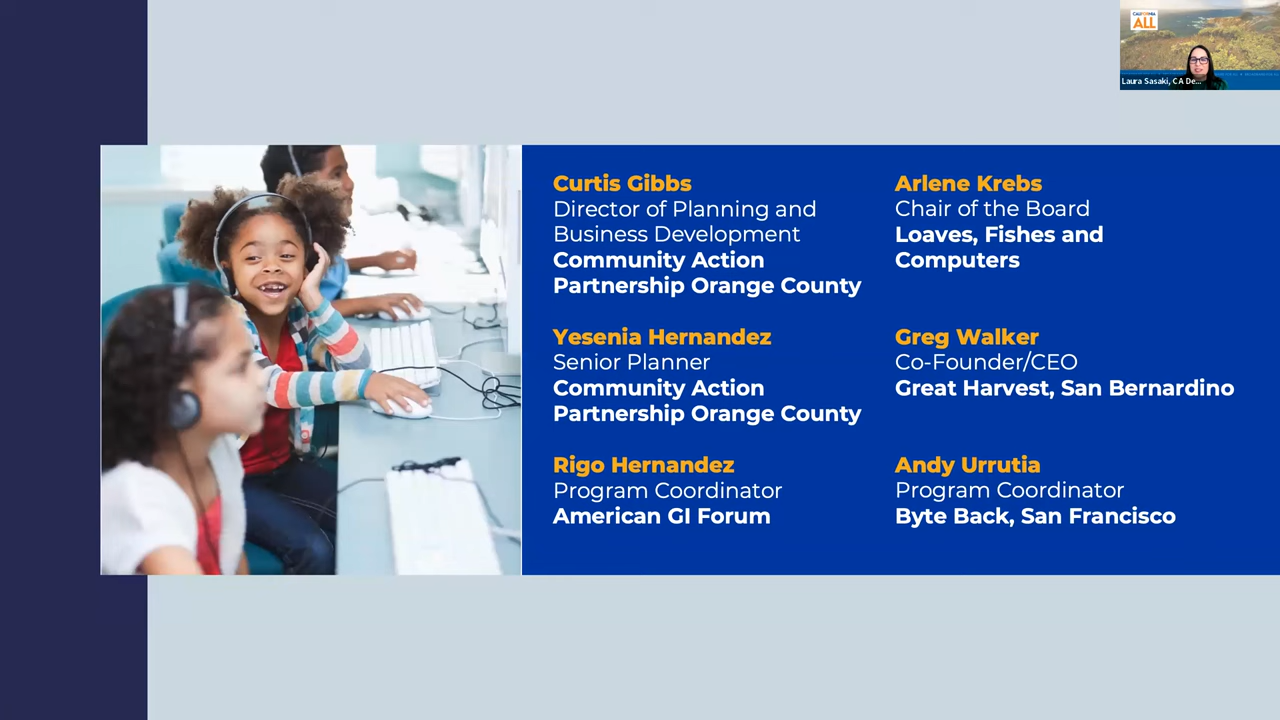 CALIFORNIA
ALL
Laura Sasaki, CA De...
Curtis Gibbs
Director of Planning and
Business Development
Community Action
Partnership Orange County
Yesenia Hernandez
Senior Planner
Community Action
Partnership Orange County
Rigo Hernandez
Program Coordinator
American GI Forum
Arlene Krebs
Chair of the Board
Loaves, Fishes and
Computers
Greg Walker
Co-Founder/CEO
Great Harvest, San Bernardino
Andy Urrutia
Program Coordinator
Byte Back, San Francisco